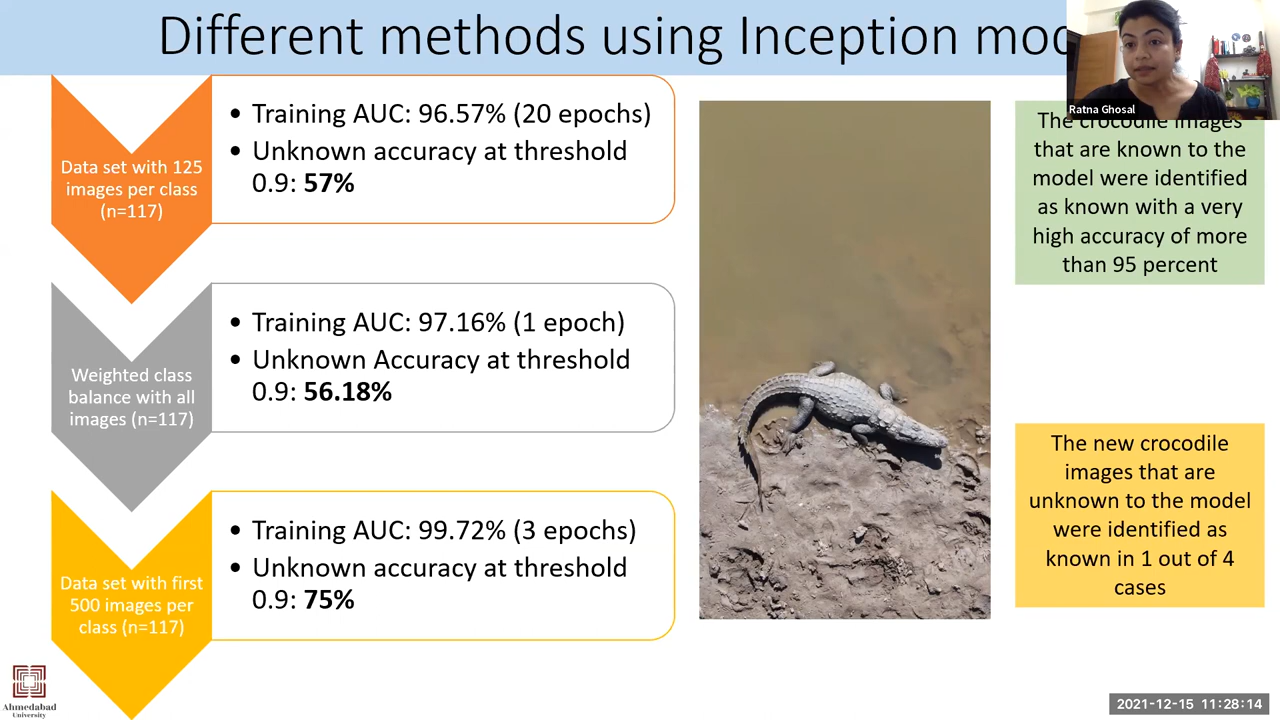 Different methods using Inception
Ratna Ghosal
Data set with 125
images per class
(n=117)
• Training AUC: 96.57% (20 epochs)
• Unknown accuracy at threshold
0.9: 57%
Weighted class
balance with all
images (n=117)
• Training AUC: 97.16% (1 epoch)
• Unknown Accuracy at threshold
0.9: 56.18%
Data set with first
500 images per
class (n=117)
• Training AUC: 99.72% (3 epochs)
• Unknown accuracy at threshold
0.9: 75%
The crocodile images
that are known to the
model were identified
as known with a very
high accuracy of more
than 95 percent
The new crocodile
images that are
unknown to the model
were identified as
known in 1 out of 4
cases
Ahmedabad
University
2021-12-15 11:28:14